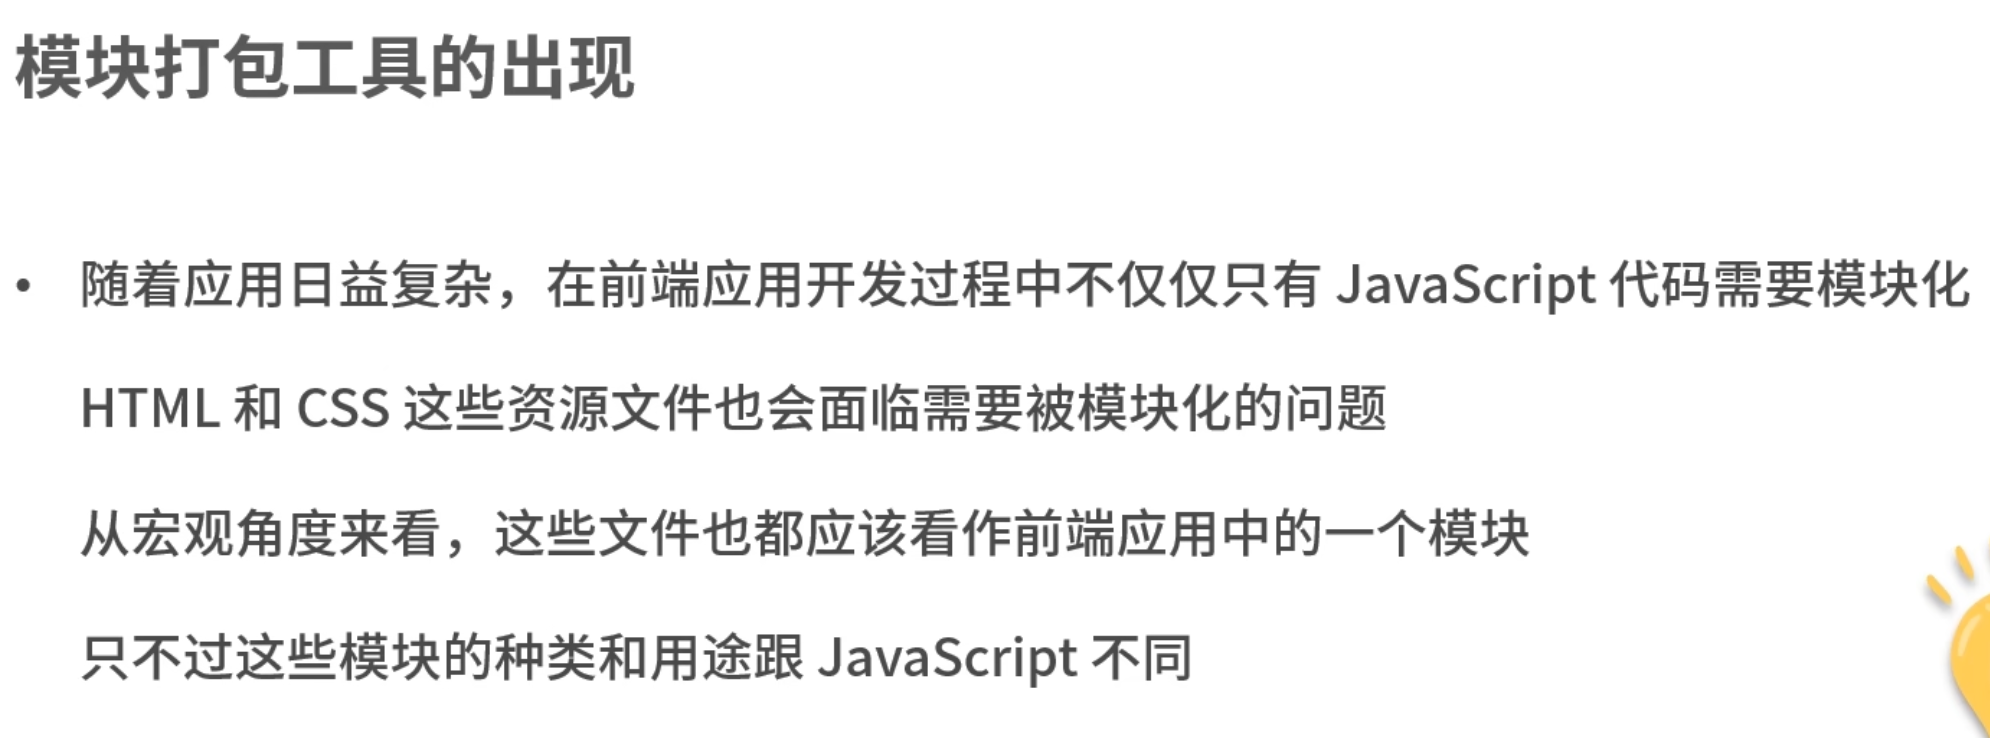 模块打包工具的出现
• 随着应用日益复杂，在前端应用开发过程中不仅仅只有 JavaScript 代码需要模块化
HTML 和 CSS 这些资源文件也会面临需要被模块化的问题
从宏观角度来看，这些文件也都应该看作前端应用中的一个模块
只不过这些模块的种类和用途跟 JavaScript 不同